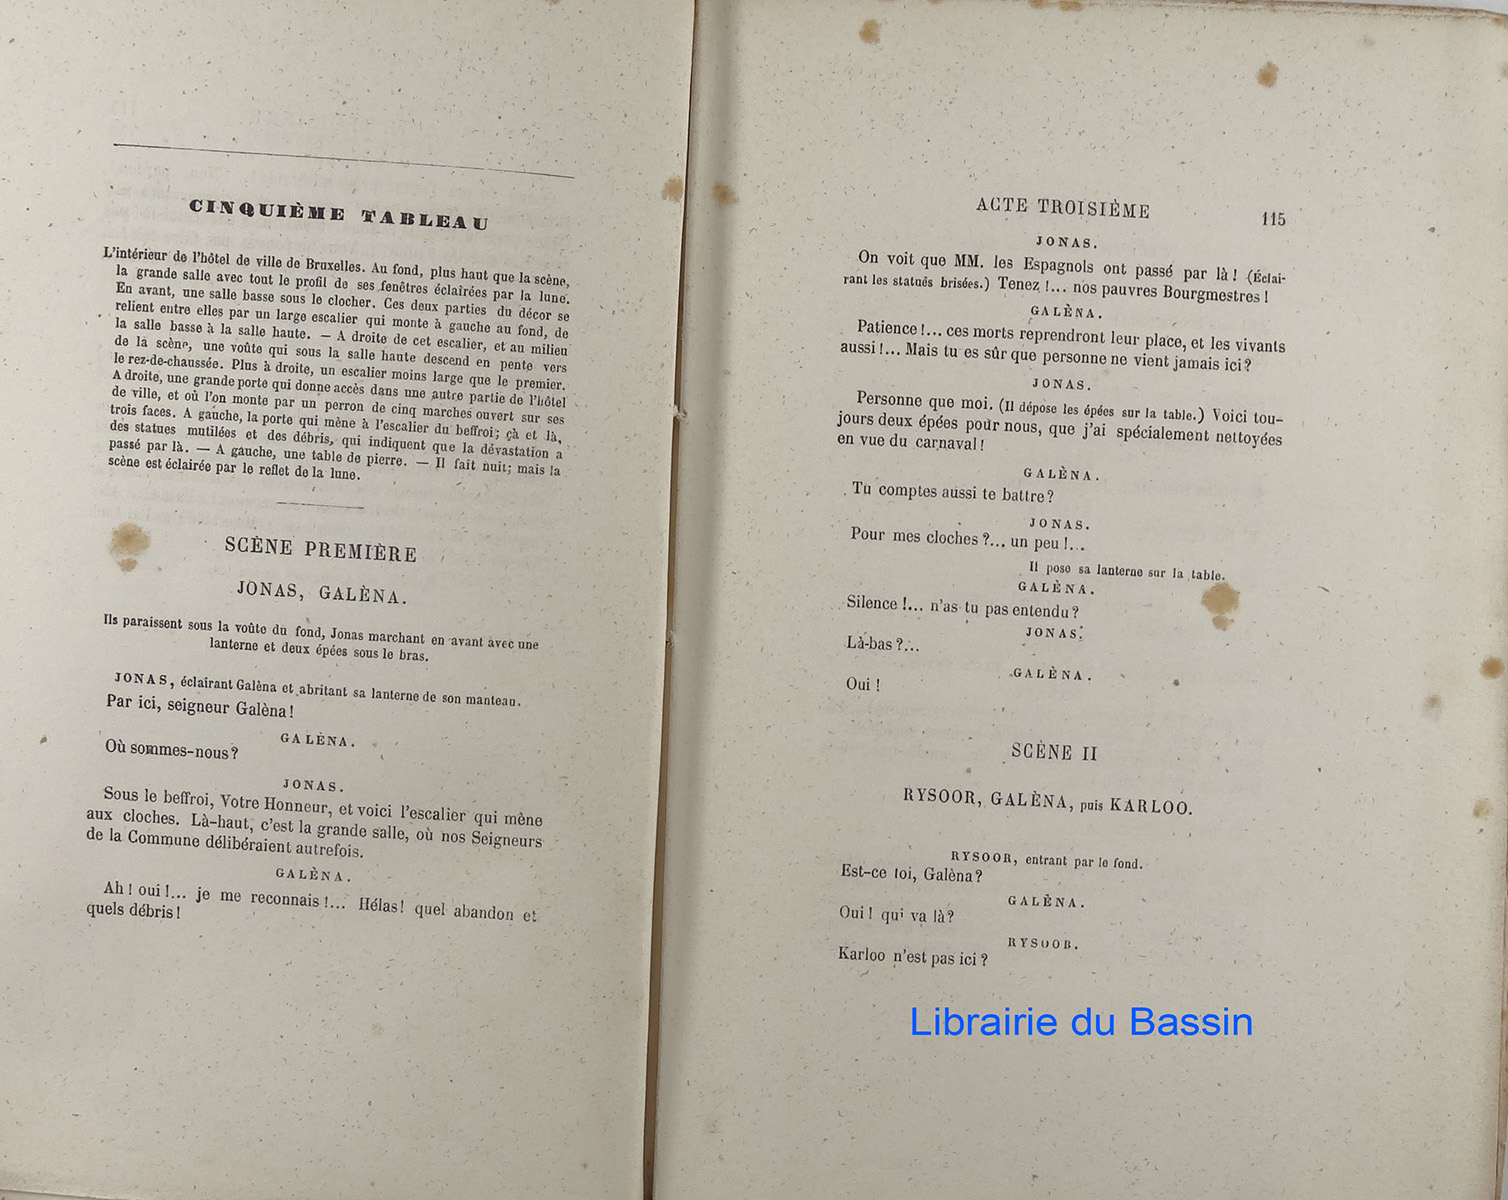 CINQUIÈME TABLEAU
L'intérieur de l'hôtel de ville de Bruxelles. Au fond, plus haut que la scène,
la grande salle avec tout le profil de ses fenêtres éclairées par la lune.
En avant, une salle basse sous le clocher. Ces deux parties du décor se
relient entre elles par un large escalier qui monte à gauche au fond, de
la salle basse à la salle haute. — A droite de cet escalier, et au milieu
de la scène, une voûte qui sous la salle haute descend en pente vers
le rez-de-chaussée. Plus à droite, un escalier moins large que le premier.
A droite, une grande porte qui donne accès dans une autre partie de l'hôtel
de ville, et où l'on monte par un perron de cinq marches ouvert sur ses
trois faces. A gauche, la porte qui mène à l'escalier du beffroi; çà et là,
des statues mutilées et des débris, qui indiquent que la dévastation a
passé par là. — A gauche, une table de pierre. — Il fait nuit; mais la
scène est éclairée par le reflet de la lune.
SCÈNE PREMIÈRE
JONAS, GALÈNA.
Ils paraissent sous la voûte du fond, Jonas marchant en avant avec une
lanterne et deux épées sous le bras.
JONAS, éclairant Galèna et abritant sa lanterne de son manteau.
Par ici, seigneur Galèna!
GALÈNA.
Où sommes-nous?
JONAS.
Sous le beffroi, Votre Honneur, et voici l'escalier qui mène
aux cloches. Là-haut, c'est la grande salle, où nos Seigneurs
de la Commune délibéraient autrefois.
GALÈNA.
Ah! oui!... je me reconnais!... Hélas! quel abandon et
quels débris!
ACTE TROISIÈME 115
JONAS.
On voit que MM. les Espagnols ont passé par là! (Éclai-
rant les statues brisées.) Tenez!... nos pauvres Bourgmestres!
GALÈNA.
Patience!... ces morts reprendront leur place, et les vivants
aussi!... Mais tu es sûr que personne ne vient jamais ici?
JONAS.
Personne que moi. (Il dépose les épées sur la table.) Voici tou-
jours deux épées pour nous, que j'ai spécialement nettoyées
en vue du carnaval!
GALÈNA.
Tu comptes aussi te battre?
JONAS.
Pour mes cloches?... un peu!...
Il pose sa lanterne sur la table.
GALÈNA.
Silence!... n'as tu pas entendu?
JONAS.
Là-bas?...
GALÈNA.
Oui!
SCÈNE II
RYSOOR, GALÈNA, puis KARLOO.
RYSOOR, entrant par le fond.
Est-ce toi, Galèna?
GALÈNA.
Oui! qui va là?
RYSOOR.
Karloo n'est pas ici?
Librairie du Bassin